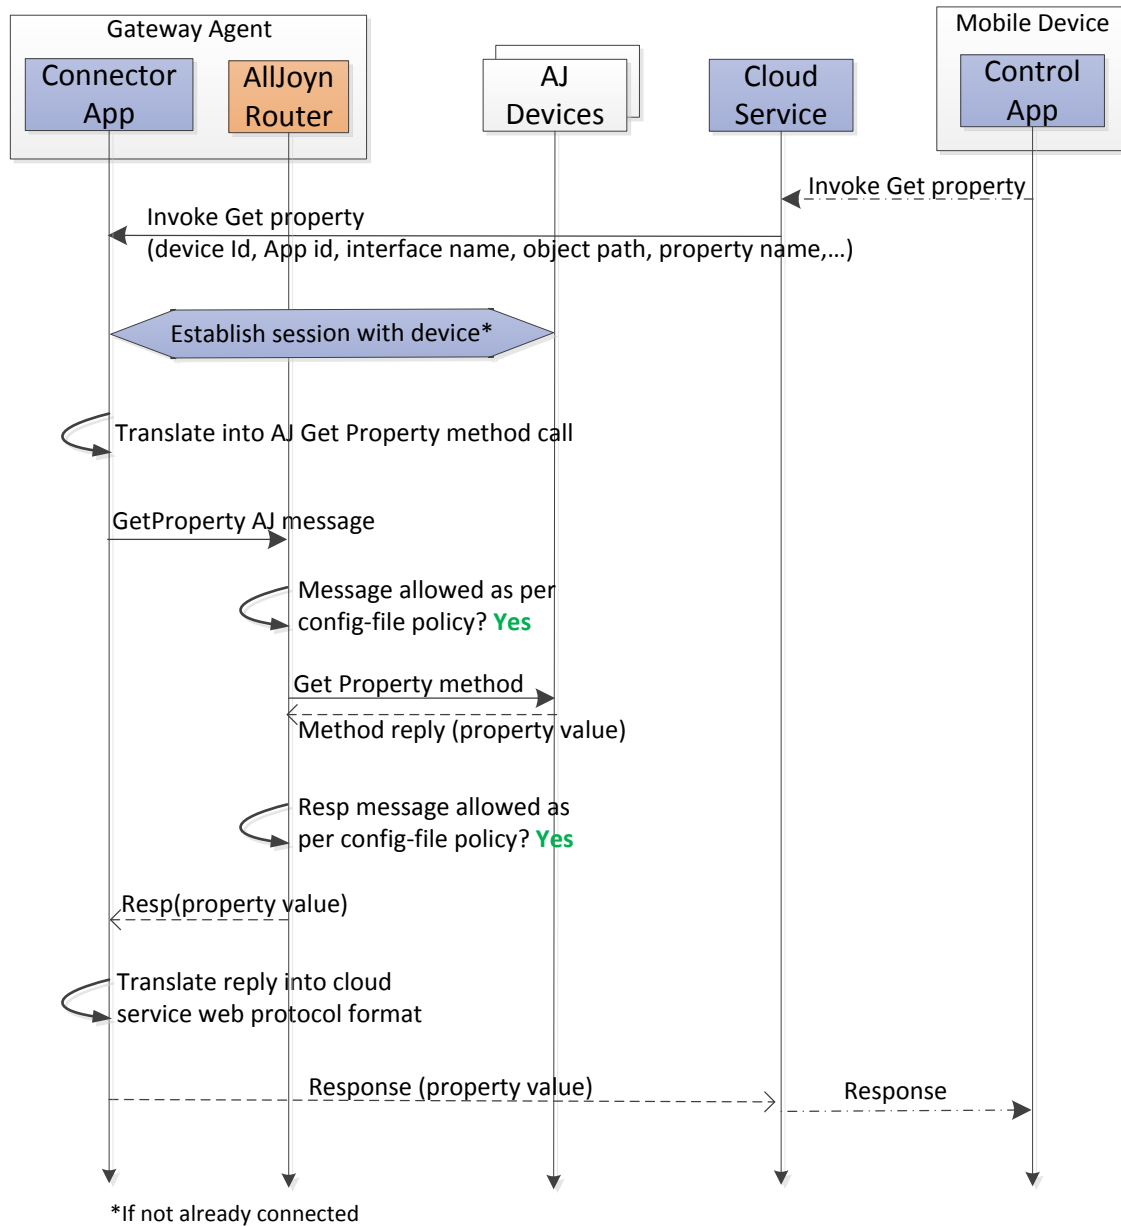 Gateway Agent
Mobile Device
Connector
App
AllJoyn
Router
AJ
Devices
Cloud
Service
Control
App
Invoke Get property
Invoke Get property
(device Id, App id, interface name, object path, property name,...)
Establish session with device*
Translate into AJ Get Property method call
GetProperty AJ message
Message allowed as per
config-file policy? Yes
Get Property method
Method reply (property value)
Resp message allowed as
per config-file policy? Yes
Resp(property value)
Translate reply into cloud
service web protocol format
Response (property value)
Response
*If not already connected